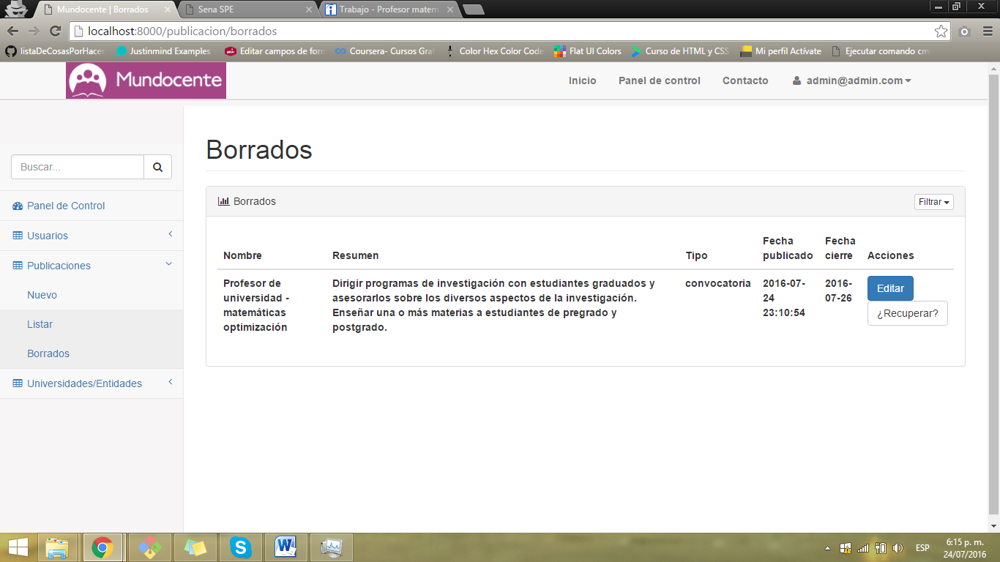 Mundocente | Borrados
Sena SPE
Trabajo - Profesor matem
localhost:8000/publicacion/borrados
listaDeCosasPorHacer
Justinmind Examples
Editar campos de form
Coursera- Cursos Grat
Color Hex Color Code
Flat UI Colors
Curso de HTML y CSS
Mi perfil Actívate
Ejecutar comando cm
Mundocente
Inicio
Panel de control
Contacto
admin@admin.com
Buscar...
Panel de Control
Usuarios
Publicaciones
Nuevo
Listar
Borrados
Universidades/Entidades
Borrados
Borrados
Filtrar
Nombre
Resumen
Tipo
Fecha
publicado
Fecha
cierre
Acciones
Profesor de
universidad -
matemáticas
optimización
Dirigir programas de investigación con estudiantes graduados y
asesorarlos sobre los diversos aspectos de la investigación.
Enseñar una o más materias a estudiantes de pregrado y
postgrado.
convocatoria
2016-07-
24
23:10:54
2016-
07-26
Editar
¿Recuperar?
ESP
6:15 p. m.
24/07/2016